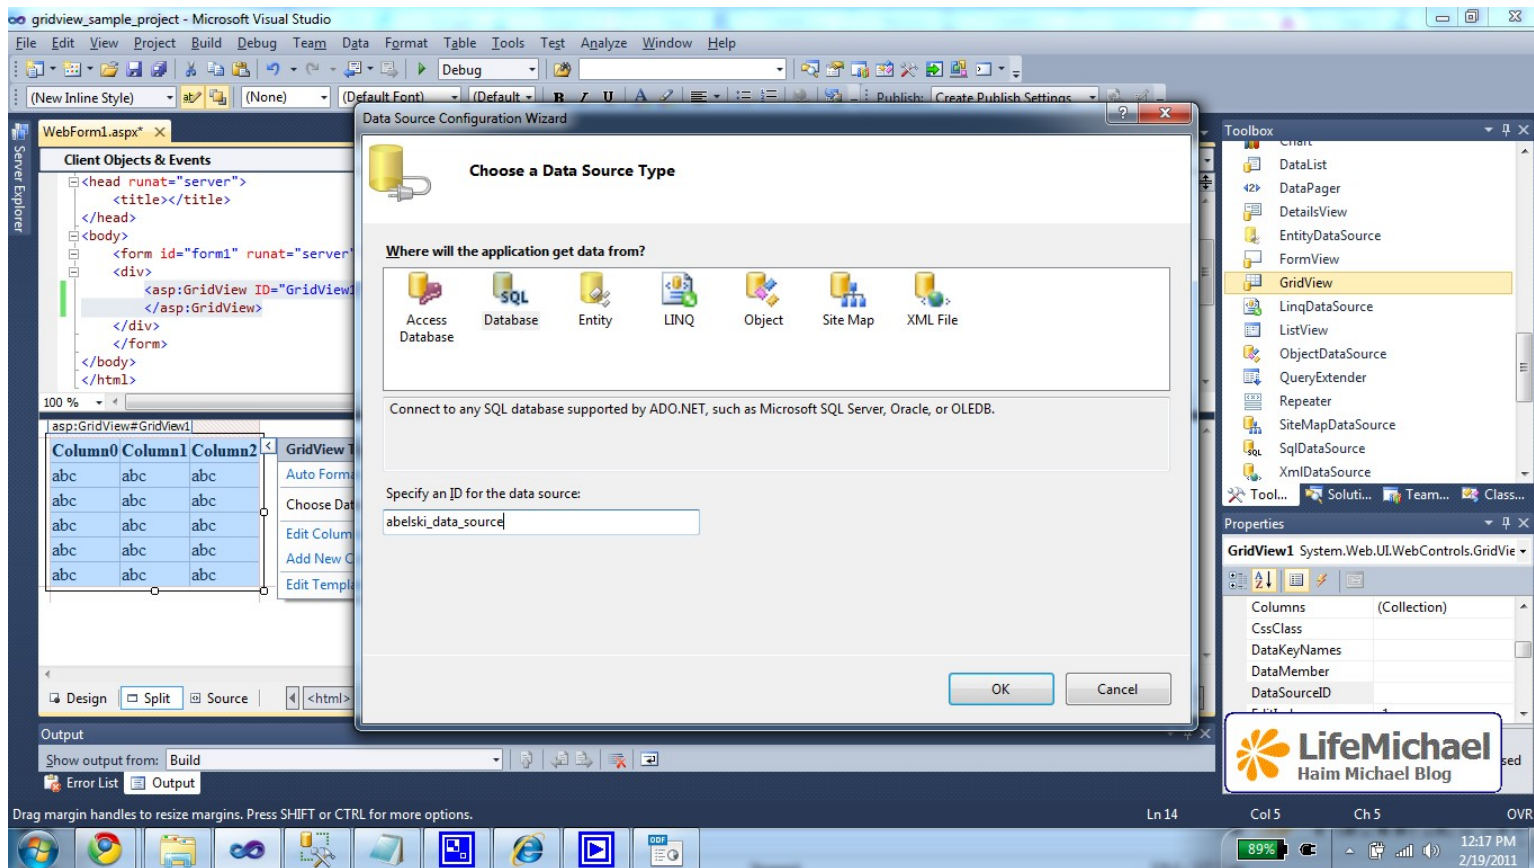 gridview_sample_project - Microsoft Visual Studio
File Edit View Project Build Debug Team Data Format Table Tools Test Analyze Window Help
Debug
(New Inline Style) (None) (Default Font) (Default B I U A Publish: Create Publish Settings
Server Explorer
WebForm1.aspx*
Client Objects & Events
<head runat="server">
<title></title>
</head>
<body>
<form id="form1" runat="server"
<div>
<asp:GridView ID="GridView1
</asp:GridView>
</div>
</form>
</body>
</html>
100 %
asp:GridView#GridView1
Column0 Column1 Column2
abc abc abc
abc abc abc
abc abc abc
abc abc abc
abc abc abc
GridView T
Auto Forma
Choose Dat
Edit Colum
Add New C
Edit Templa
Design Split Source <html>
Data Source Configuration Wizard
Choose a Data Source Type
Where will the application get data from?
Access Database
SQL
Database
Entity
LINQ
Object
Site Map
XML File
Connect to any SQL database supported by ADO.NET, such as Microsoft SQL Server, Oracle, or OLEDB.
Specify an ID for the data source:
abelski_data_source
OK Cancel
Toolbox
Chart
DataList
DataPager
DetailsView
EntityDataSource
FormView
GridView
LinqDataSource
ListView
ObjectDataSource
QueryExtender
Repeater
SiteMapDataSource
SqlDataSource
XmlDataSource
Tool... Soluti... Team... Class...
Properties
GridView1 System.Web.UI.WebControls.GridVie
Columns (Collection)
CssClass
DataKeyNames
DataMember
DataSourceID
LifeMichael
Haim Michael Blog
Output
Show output from: Build
Error List Output
Drag margin handles to resize margins. Press SHIFT or CTRL for more options.
Ln 14 Col 5 Ch 5 OVR
ODF
89%
12:17 PM
2/19/2011